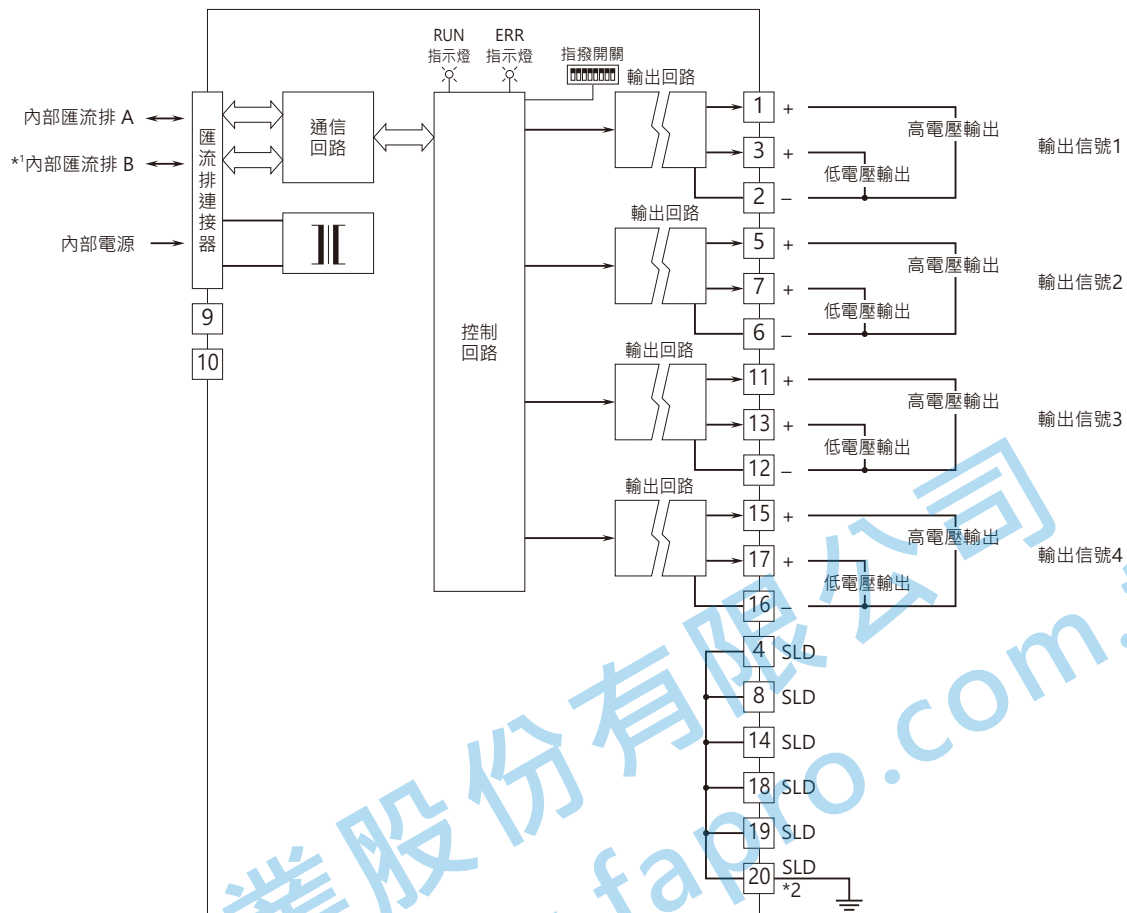 RUN
指示燈
ERR
指示燈
指撥開關
內部匯流排 A
*1內部匯流排 B
內部電源
匯流排連接器
通信
回路
控制
回路
9
10
輸出回路
1 +
3 +
2 –
高電壓輸出
低電壓輸出
輸出信號1
輸出回路
5 +
7 +
6 –
高電壓輸出
低電壓輸出
輸出信號2
輸出回路
11 +
13 +
12 –
高電壓輸出
低電壓輸出
輸出信號3
輸出回路
15 +
17 +
16 –
高電壓輸出
低電壓輸出
輸出信號4
4 SLD
8 SLD
14 SLD
18 SLD
19 SLD
20 SLD
*2
業股份有限公司
fapro.com.